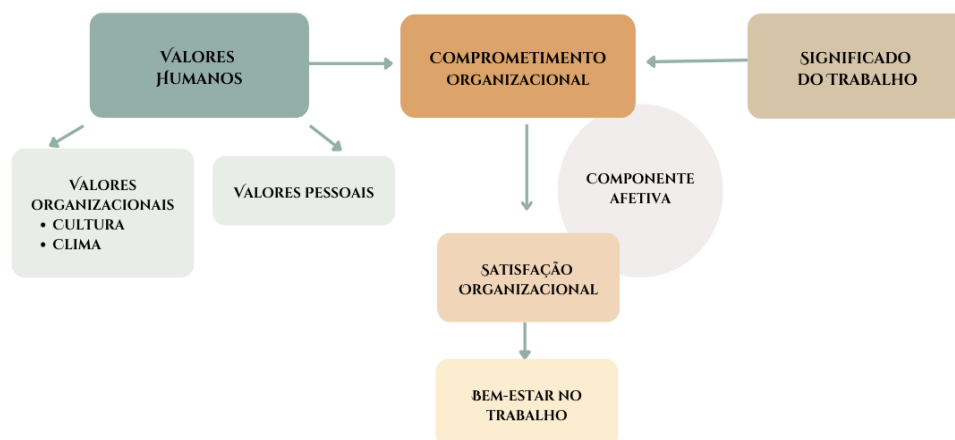 Valores
Humanos
Comprometimento
Organizacional
Significado
do Trabalho
Valores
organizacionais
• Cultura
• Clima
Valores Pessoais
Componente
Afetiva
Satisfação
Organizacional
Bem-estar no
trabalho